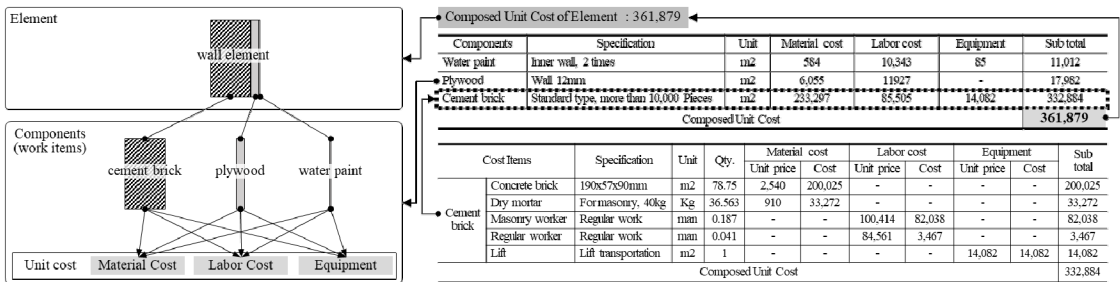 Element
wall element
Components
(work items)
cement brick plywood water paint
Unit cost Material Cost Labor Cost Equipment
Composed Unit Cost of Element : 361,879
Components Specification Unit Material cost Labor cost Equipment Sub total
Water paint Inner wall, 2 times m2 584 10,343 85 11,012
Plywood Wall 12mm m2 6,055 11927 - 17,982
Cement brick Standard type, more than 10,000 Pieces m2 233,297 85,505 14,082 332,884
Composed Unit Cost 361,879
Cost Items Specification Unit Qty. Material cost Labor cost Equipment Sub total
Unit price Cost Unit price Cost Unit price Cost
Cement brick
Concrete brick 190x57x90mm m2 78.75 2,540 200,025 - - - - 200,025
Dry mortar For masonry, 40kg Kg 36.563 910 33,272 - - - - 33,272
Masonry worker Regular work man 0.187 - - 100,414 82,038 - - 82,038
Regular worker Regular work man 0.041 - - 84,561 3,467 - - 3,467
Lift Lift transportation m2 1 - - - - 14,082 14,082 14,082
Composed Unit Cost 332,884